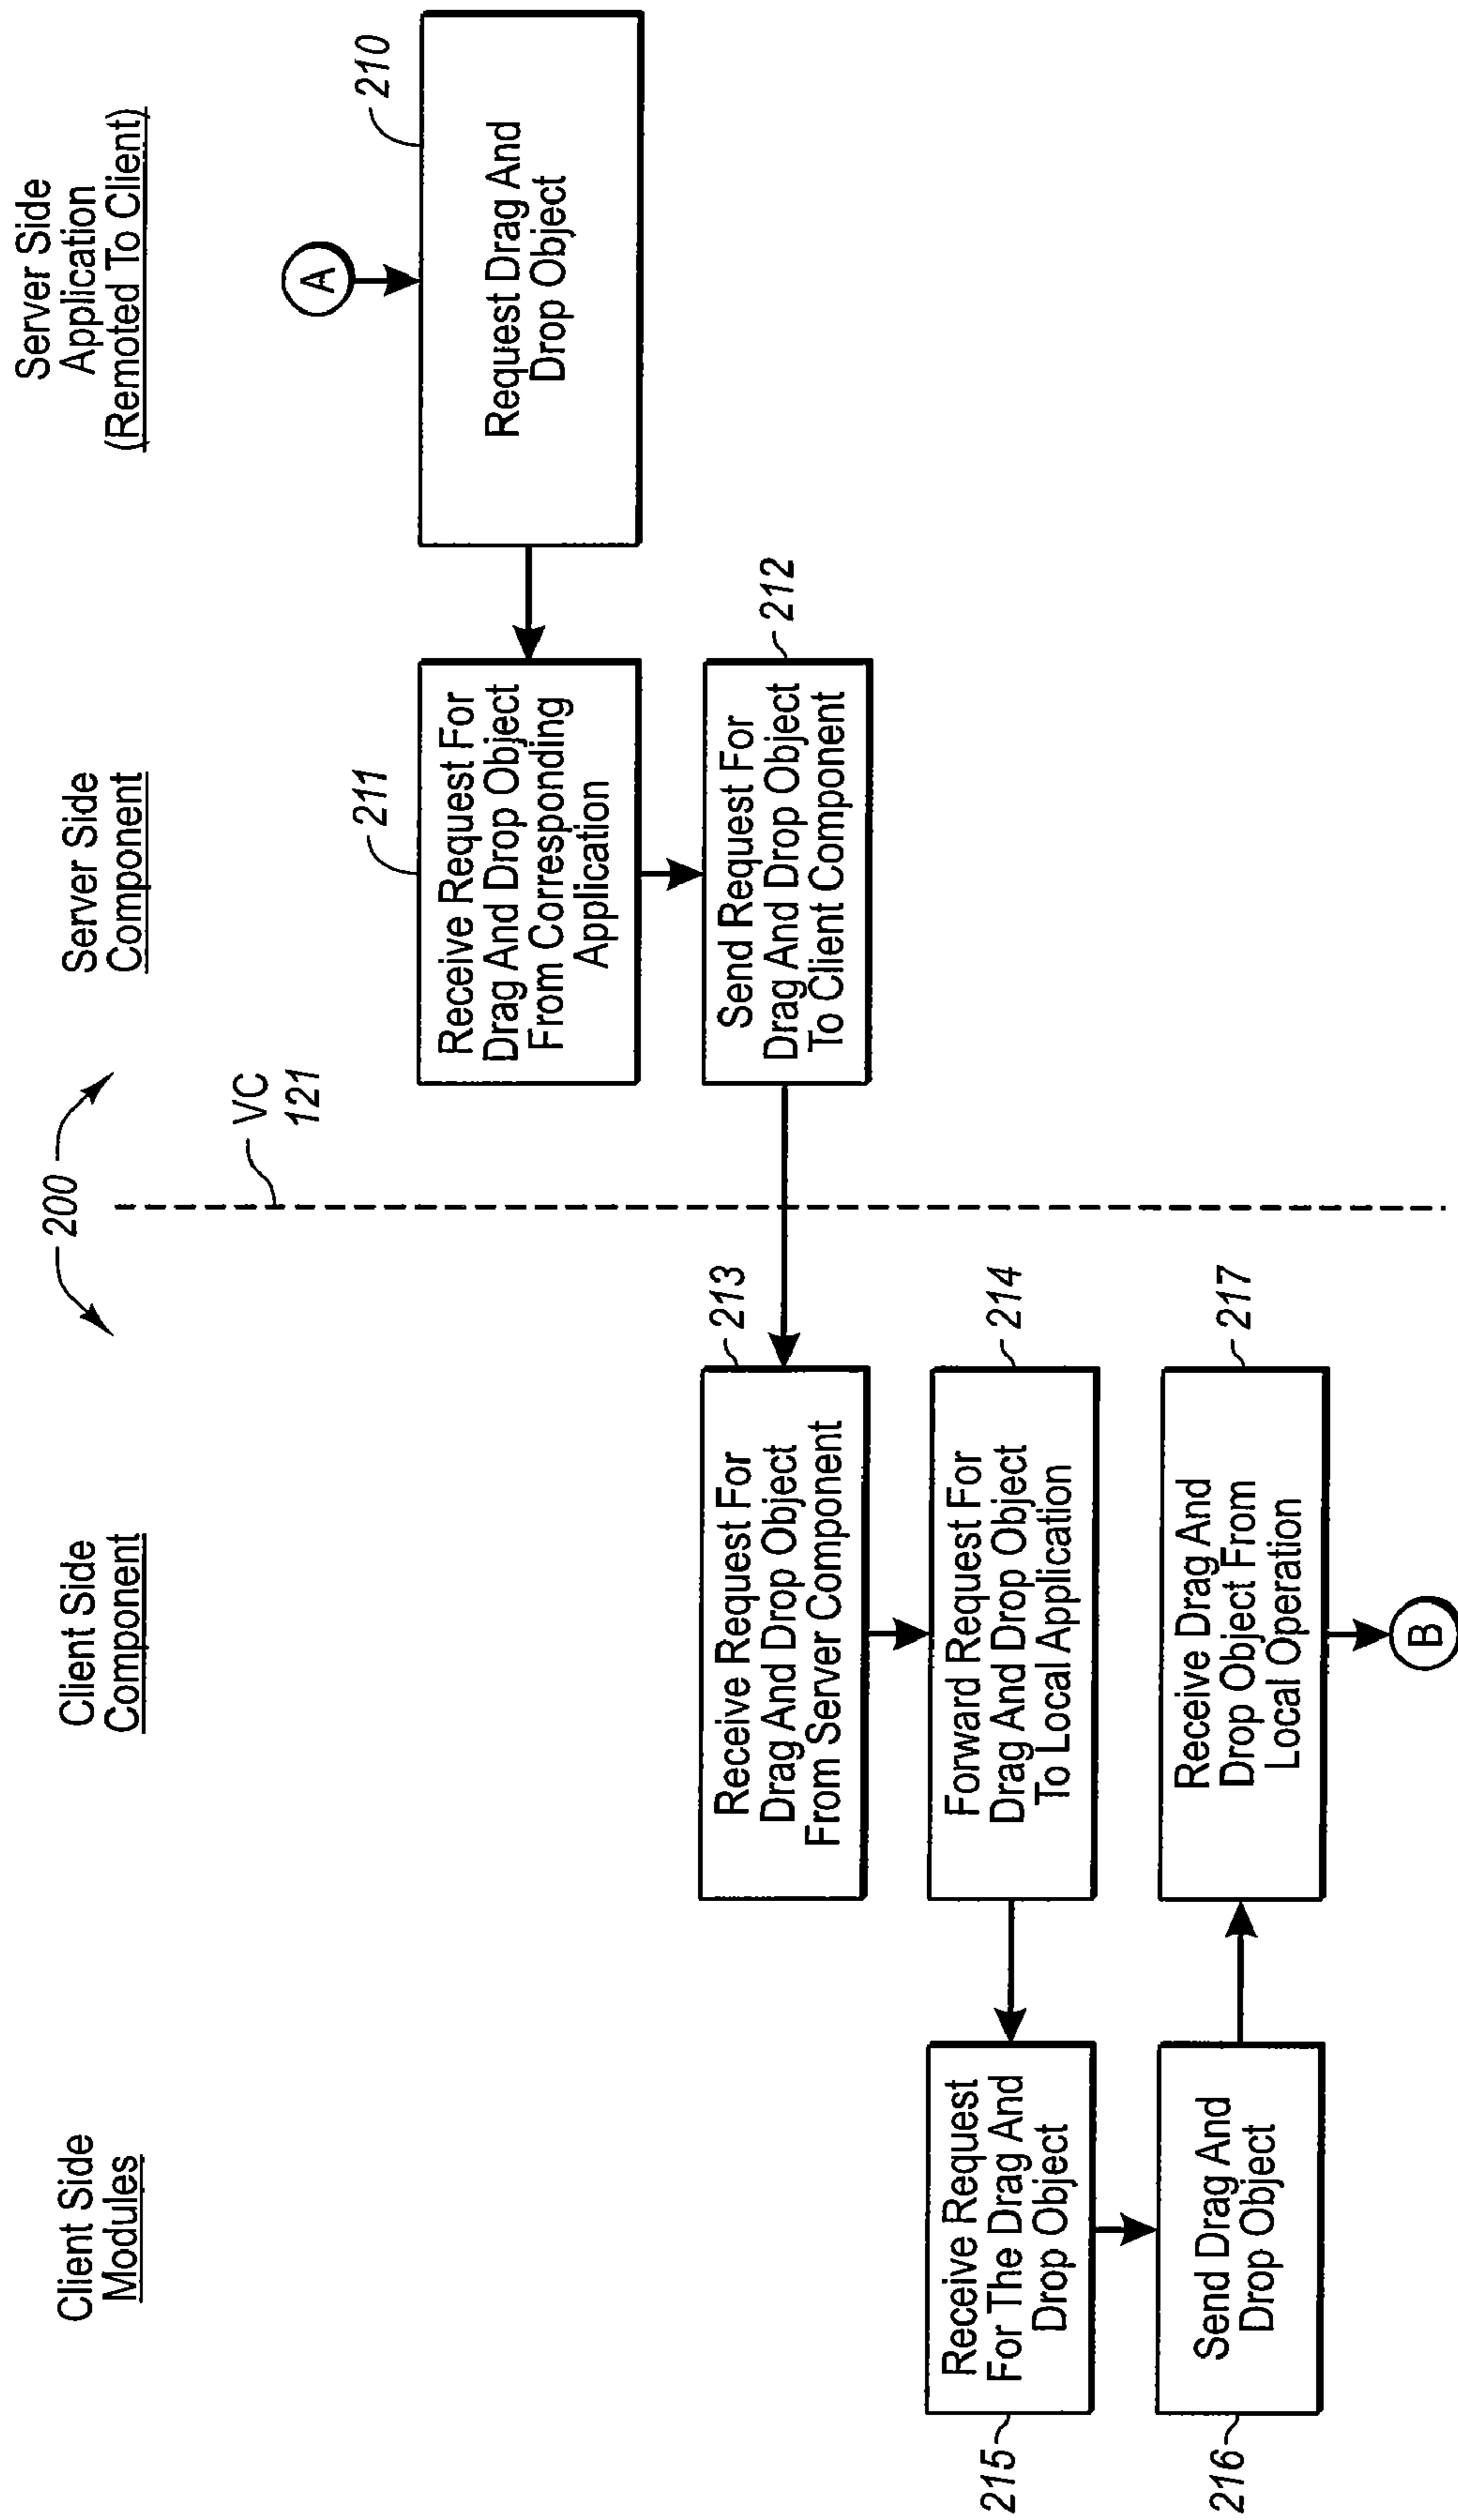 200
Client Side
Modules
Client Side
Component
Server Side
Component
Server Side
Application
(Remoted To Client)
VC
121
A
210
Request Drag And
Drop Object
211
Receive Request For
Drag And Drop Object
From Corresponding
Application
212
Send Request For
Drag And Drop Object
To Client Component
213
Receive Request For
Drag And Drop Object
From Server Component
214
Forward Request For
Drag And Drop Object
To Local Application
215
Receive Request
For The Drag And
Drop Object
216
Send Drag And
Drop Object
217
Receive Drag And
Drop Object From
Local Operation
B